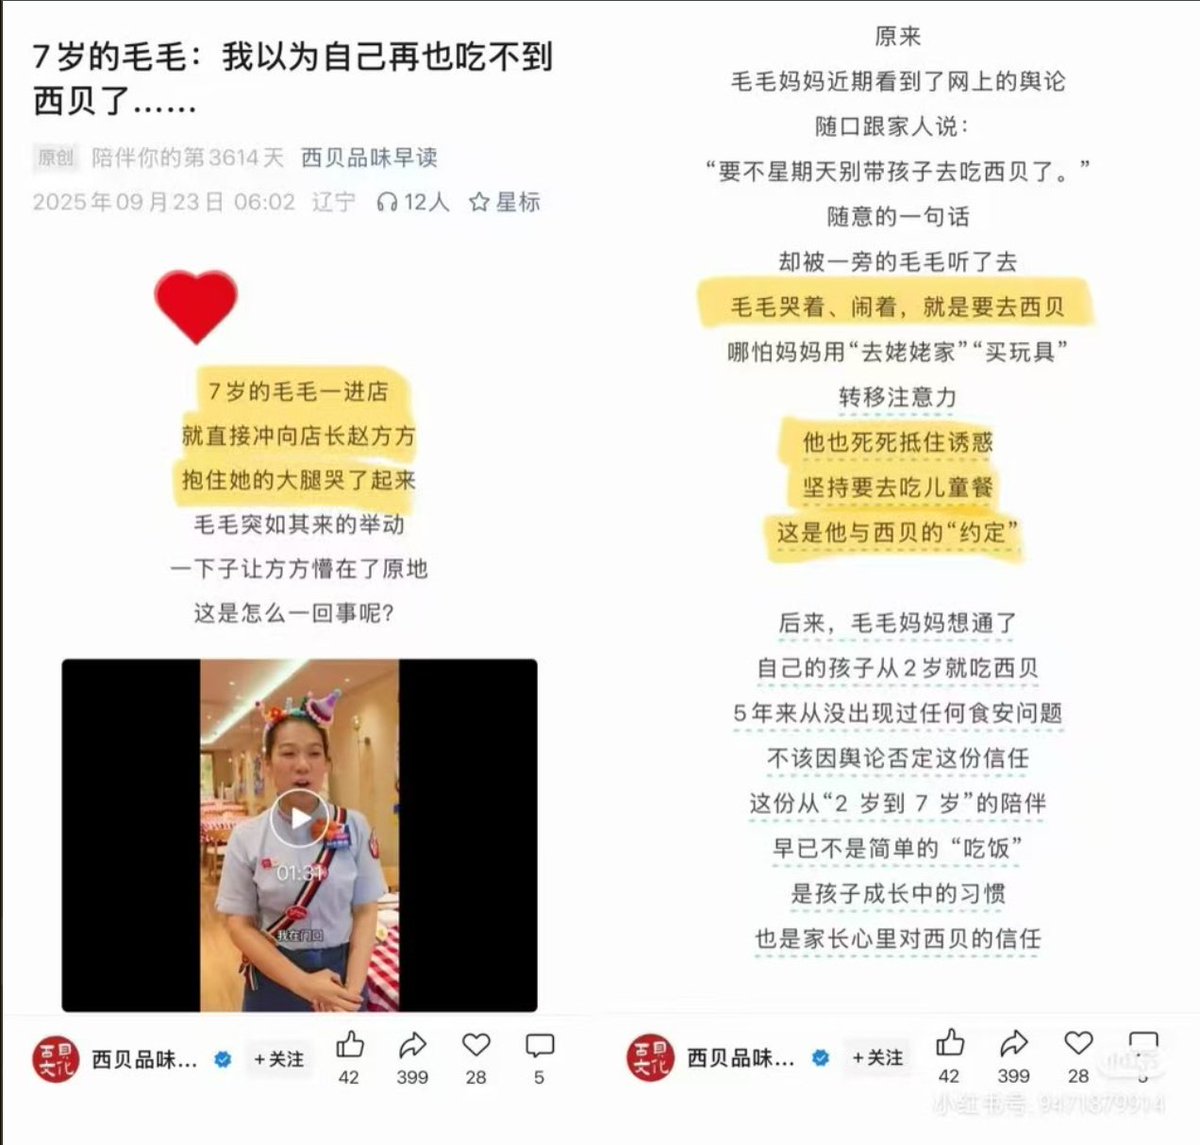 7岁的毛毛：我以为自己再也吃不到
西贝了……
原创 陪伴你的第3614天 西贝品味早读
2025年09月23日 06:02 辽宁 12人 星标
7岁的毛毛一进店
就直接冲向店长赵方方
抱住她的大腿哭了起来
毛毛突如其来的举动
一下子让方方懵在了原地
这是怎么一回事呢?
01:31
我在门口
西贝品味... +关注
42
399
28
5
原来
毛毛妈妈近期看到了网上的舆论
随口跟家人说：
“要不星期天别带孩子去吃西贝了。”
随意的一句话
却被一旁的毛毛听了去
毛毛哭着、闹着，就是要去西贝
哪怕妈妈用“去姥姥家”“买玩具”
转移注意力
他也死死抵住诱惑
坚持要去吃儿童餐
这是他与西贝的“约定”
后来，毛毛妈妈想通了
自己的孩子从2岁就吃西贝
5年来从没出现过任何食安问题
不该因舆论否定这份信任
这份从“2 岁到 7 岁”的陪伴
早已不是简单的“吃饭”
是孩子成长中的习惯
也是家长心里对西贝的信任
西贝品味... +关注
42
399
28
5
小红书
小红书号: 9471879914